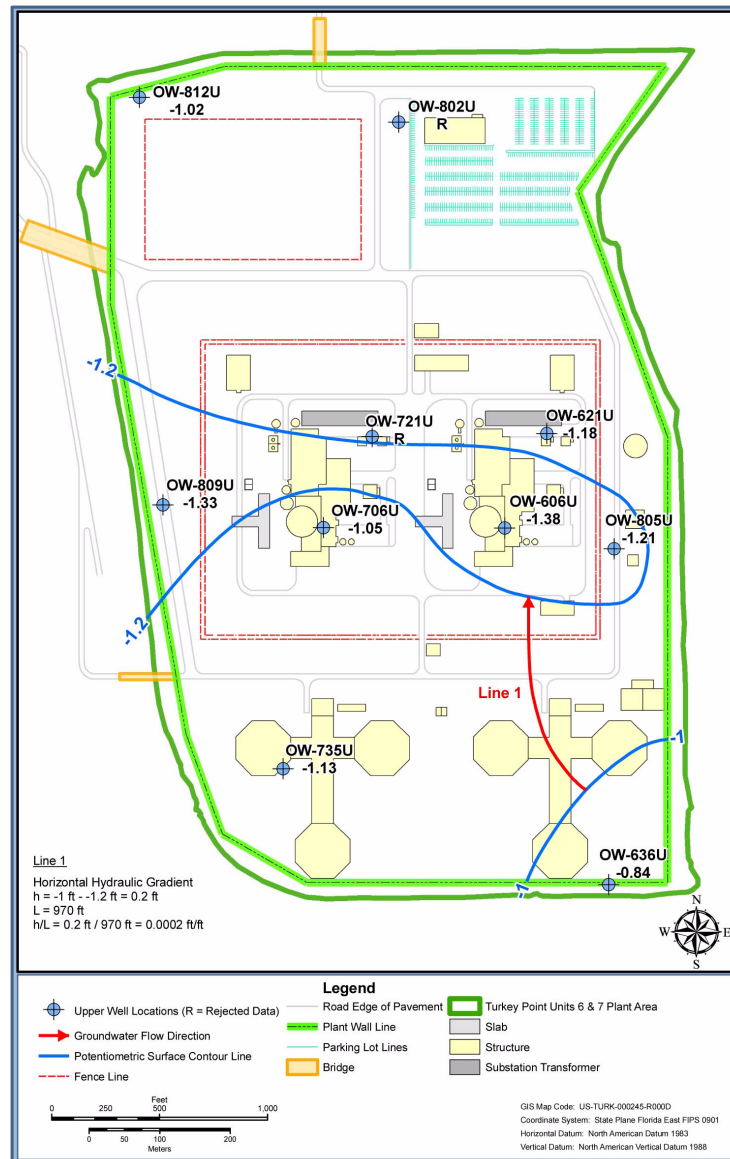 OW-812U
-1.02
OW-802U
R
-1.2
OW-721U
R
OW-621U
-1.18
OW-809U
-1.33
OW-706U
-1.05
OW-606U
-1.38
OW-805U
-1.21
-1.2
Line 1
-1
OW-735U
-1.13
OW-636U
-0.84
-1
Line 1
Horizontal Hydraulic Gradient
h = -1 ft - -1.2 ft = 0.2 ft
L = 970 ft
h/L = 0.2 ft / 970 ft = 0.0002 ft/ft
N
W E
S
Legend
Upper Well Locations (R = Rejected Data)
Groundwater Flow Direction
Potentiometric Surface Contour Line
Fence Line
Road Edge of Pavement
Plant Wall Line
Parking Lot Lines
Bridge
Turkey Point Units 6 & 7 Plant Area
Slab
Structure
Substation Transformer
Feet
0 250 500 1,000
0 50 100 200
Meters
GIS Map Code: US-TURK-000245-R000D
Coordinate System: State Plane Florida East FIPS 0901
Horizontal Datum: North American Datum 1983
Vertical Datum: North American Vertical Datum 1988